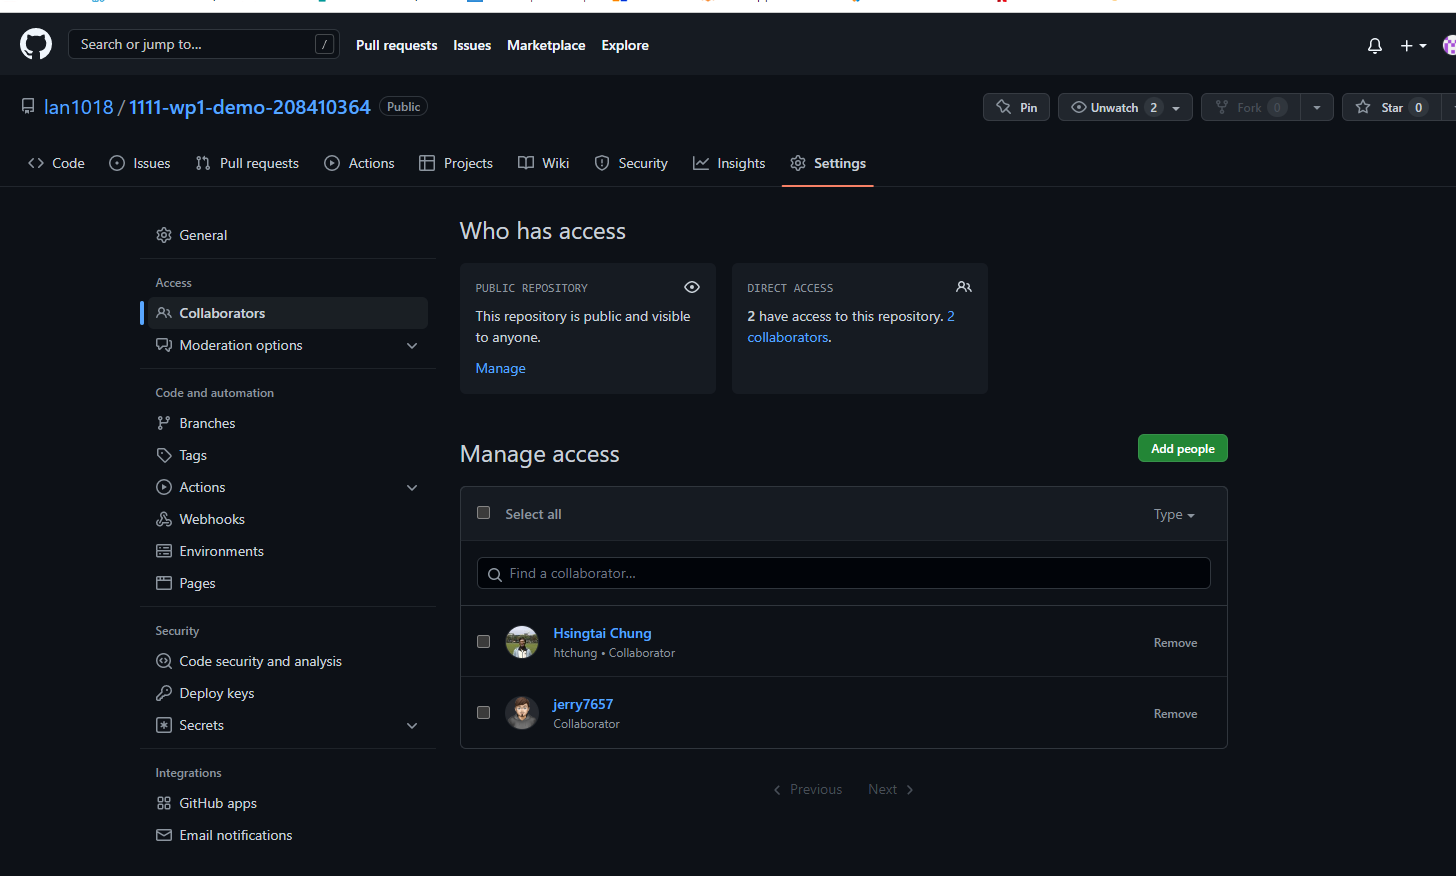 Search or jump to... /
Pull requests Issues Marketplace Explore
lan1018 / 1111-wp1-demo-208410364 Public
Pin Unwatch 2 Fork 0 Star 0
Code Issues Pull requests Actions Projects Wiki Security Insights Settings
General
Access
Collaborators
Moderation options
Code and automation
Branches
Tags
Actions
Webhooks
Environments
Pages
Security
Code security and analysis
Deploy keys
Secrets
Integrations
GitHub apps
Email notifications
Who has access
PUBLIC REPOSITORY
This repository is public and visible
to anyone.
Manage
DIRECT ACCESS
2 have access to this repository. 2
collaborators.
Manage access
Add people
Select all
Type
Find a collaborator...
Hsingtai Chung
htchung • Collaborator
Remove
jerry7657
Collaborator
Remove
Previous Next